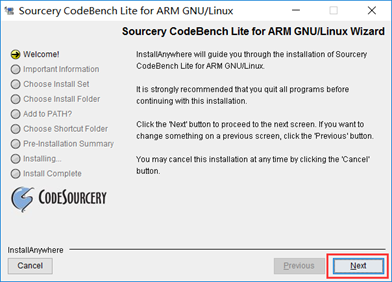 Sourcery CodeBench Lite for ARM GNU/Linux
Sourcery CodeBench Lite for ARM GNU/Linux Wizard
Welcome!
Important Information
Choose Install Set
Choose Install Folder
Add to PATH?
Choose Shortcut Folder
Pre-Installation Summary
Installing...
Install Complete
CODESOURCERY
InstallAnywhere will guide you through the installation of Sourcery
CodeBench Lite for ARM GNU/Linux.
It is strongly recommended that you quit all programs before
continuing with this installation.
Click the 'Next' button to proceed to the next screen. If you want to
change something on a previous screen, click the 'Previous' button.
You may cancel this installation at any time by clicking the 'Cancel'
button.
InstallAnywhere
Cancel
Previous
Next